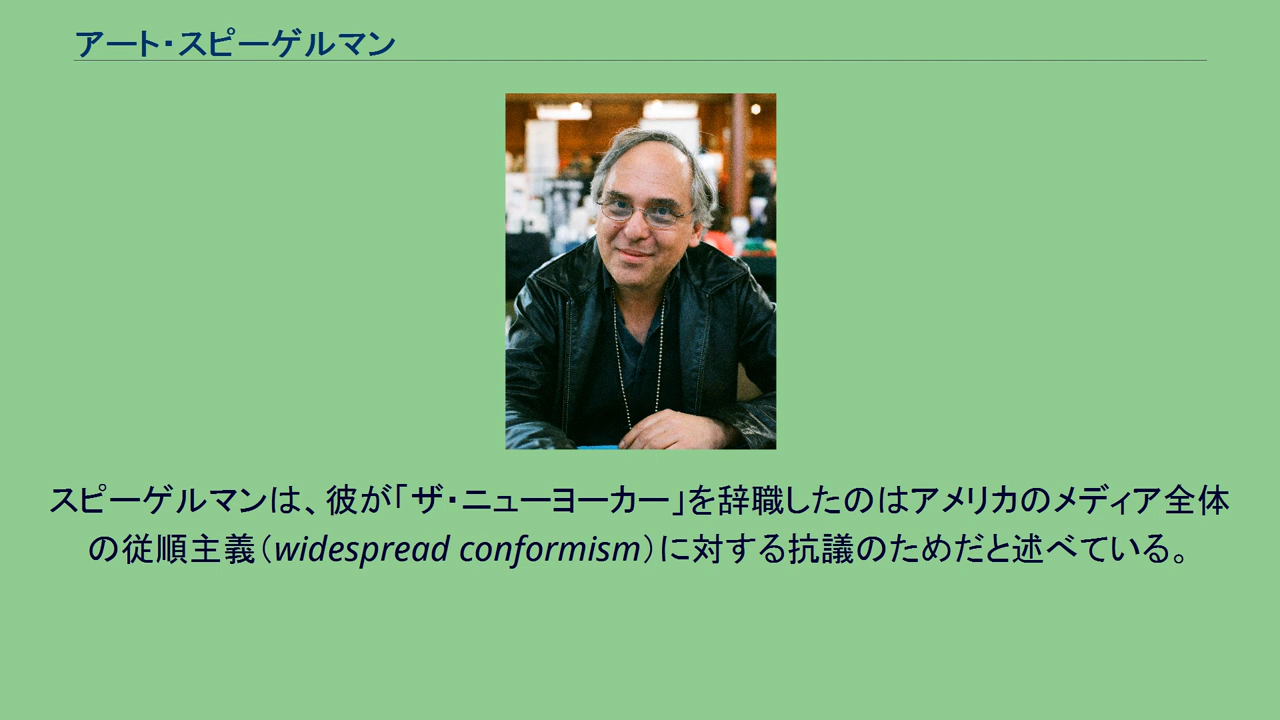 アート・スピーゲルマン
スピーゲルマンは、彼が「ザ・ニューヨーカー」を辞職したのはアメリカのメディア全体
の従順主義（widespread conformism）に対する抗議のためだと述べている。